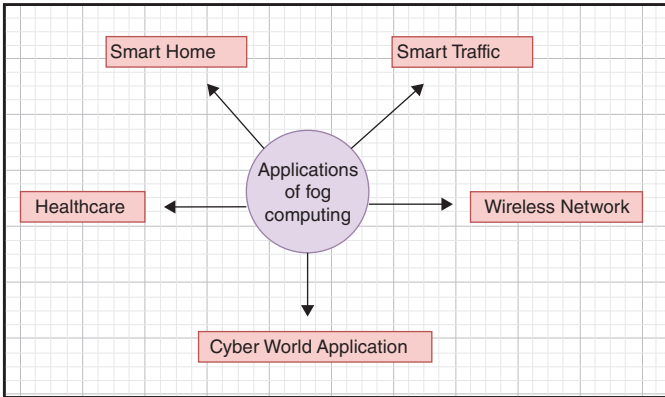 Smart Home
Smart Traffic
Applications
of fog
computing
Healthcare
Wireless Network
Cyber World Application